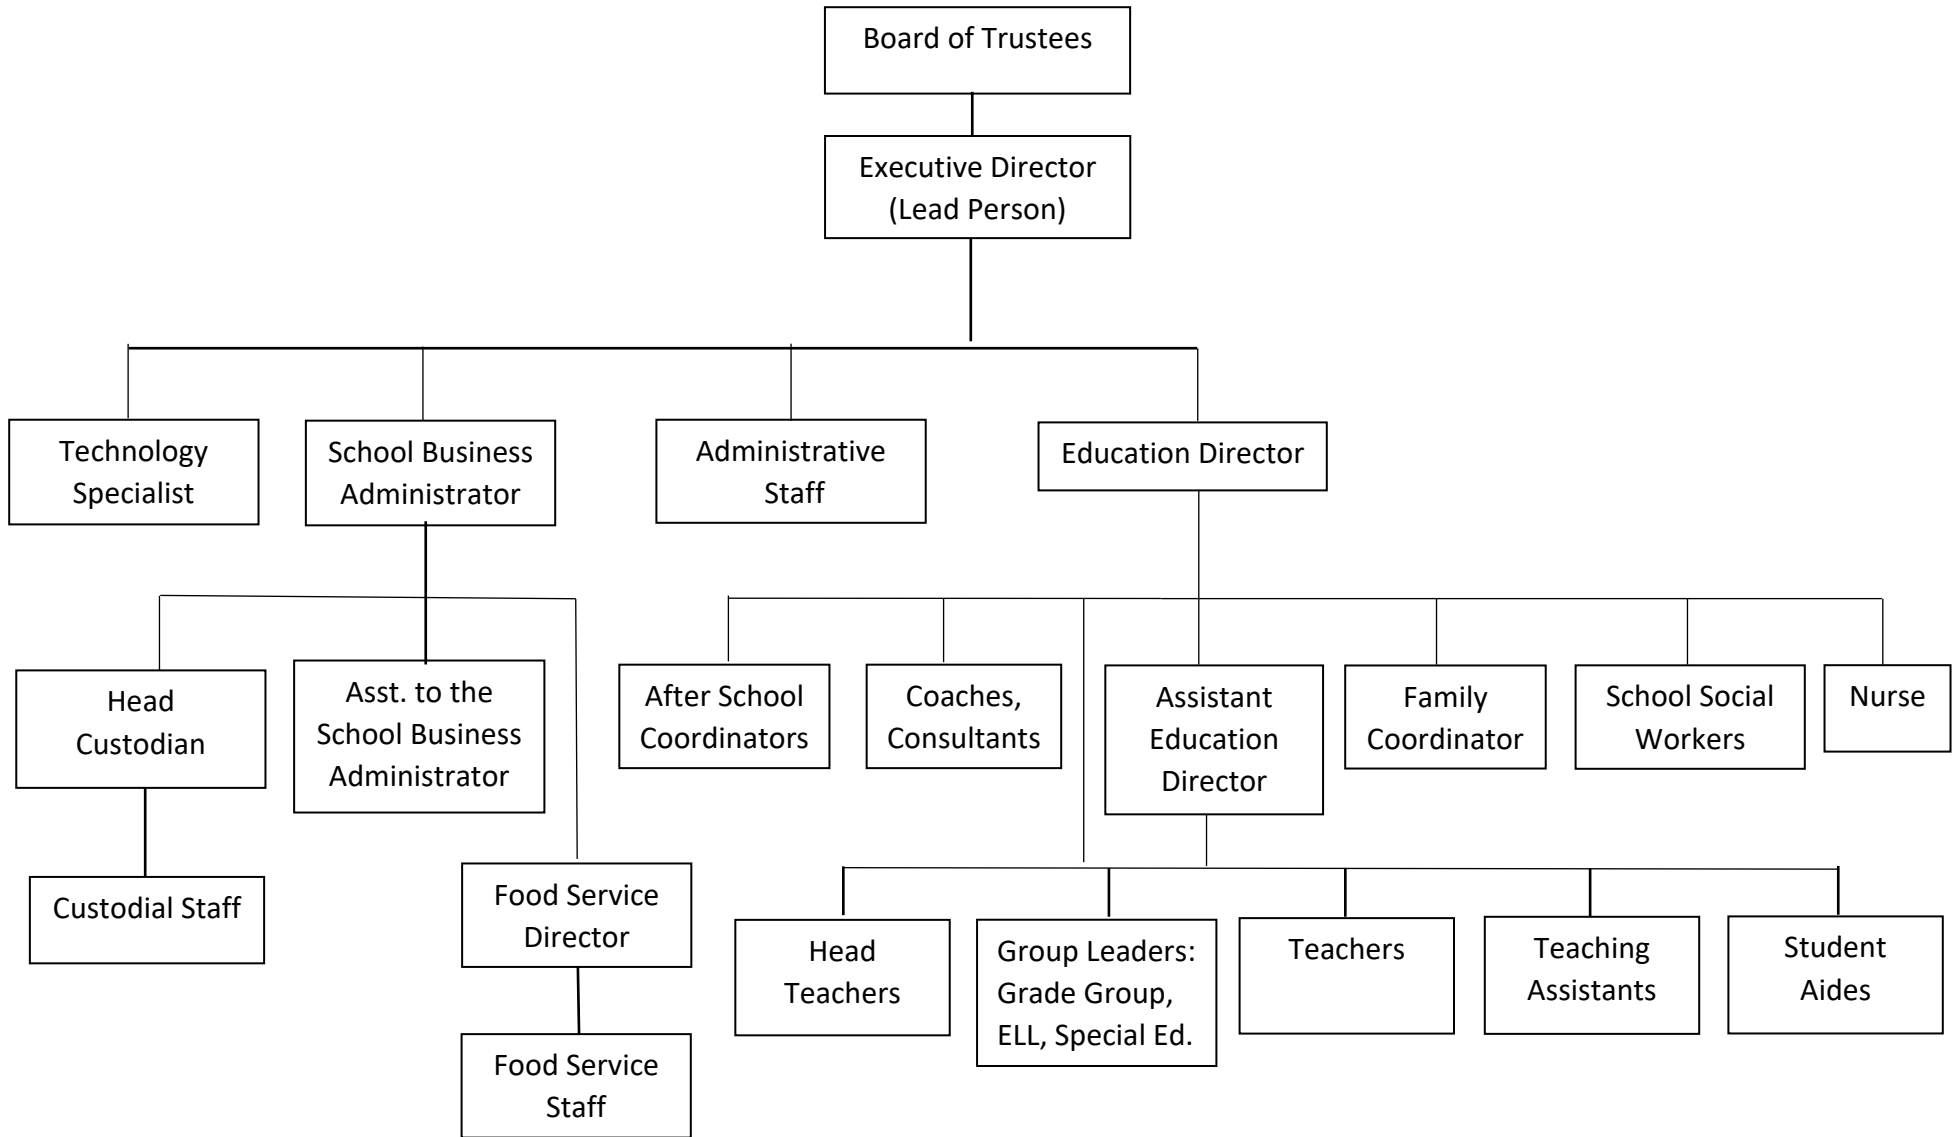 Board of Trustees
Executive Director
(Lead Person)
Technology
Specialist
School Business
Administrator
Administrative
Staff
Education Director
Head
Custodian
Asst. to the
School Business
Administrator
After School
Coordinators
Coaches,
Consultants
Assistant
Education
Director
Family
Coordinator
School Social
Workers
Nurse
Custodial Staff
Food Service
Director
Head
Teachers
Group Leaders:
Grade Group,
ELL, Special Ed.
Teachers
Teaching
Assistants
Student
Aides
Food Service
Staff